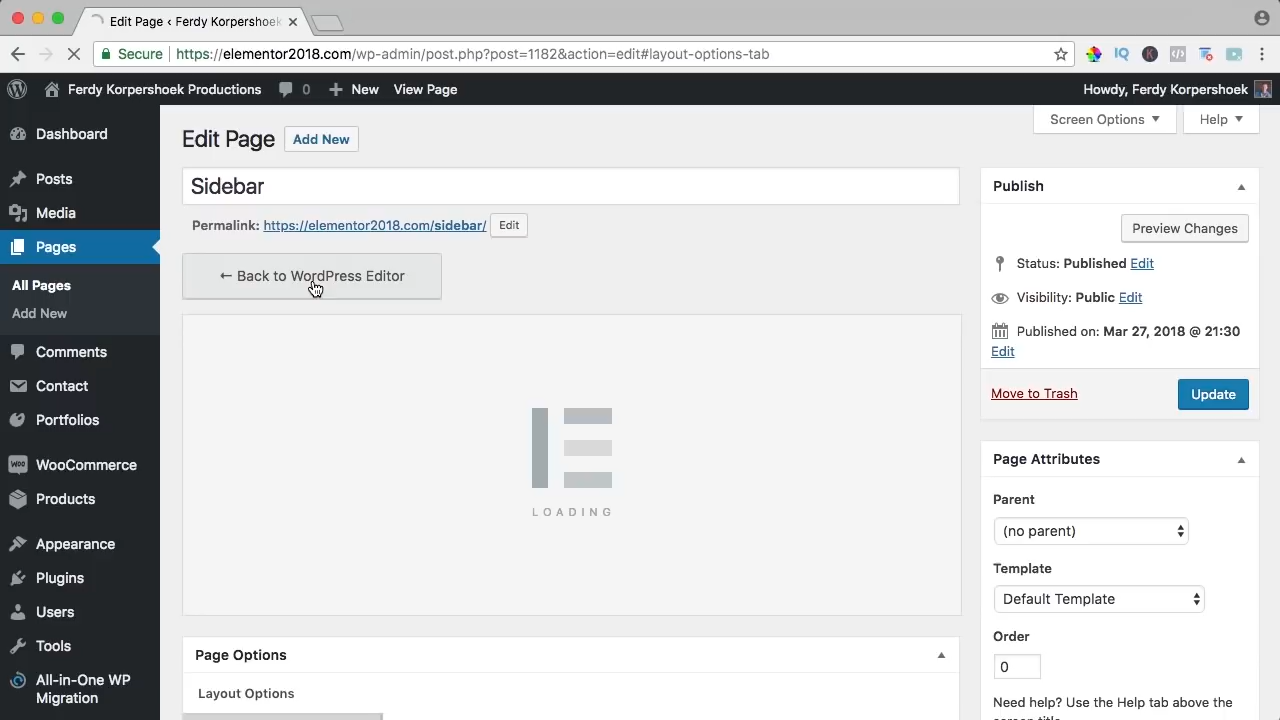 Edit Page ‹ Ferdy Korpershoek
Secure https://elementor2018.com/wp-admin/post.php?post=1182&action=edit#layout-options-tab
Ferdy Korpershoek Productions 0 New View Page Howdy, Ferdy Korpershoek
Screen Options Help
Dashboard
Posts
Media
Pages
All Pages
Add New
Comments
Contact
Portfolios
WooCommerce
Products
Appearance
Plugins
Users
Tools
All-in-One WP
Migration
Edit Page Add New
Sidebar
Permalink: https://elementor2018.com/sidebar/ Edit
← Back to WordPress Editor
LOADING
Page Options
Layout Options
Publish
Preview Changes
Status: Published Edit
Visibility: Public Edit
Published on: Mar 27, 2018 @ 21:30
Edit
Move to Trash Update
Page Attributes
Parent
(no parent)
Template
Default Template
Order
0
Need help? Use the Help tab above the
screen title.